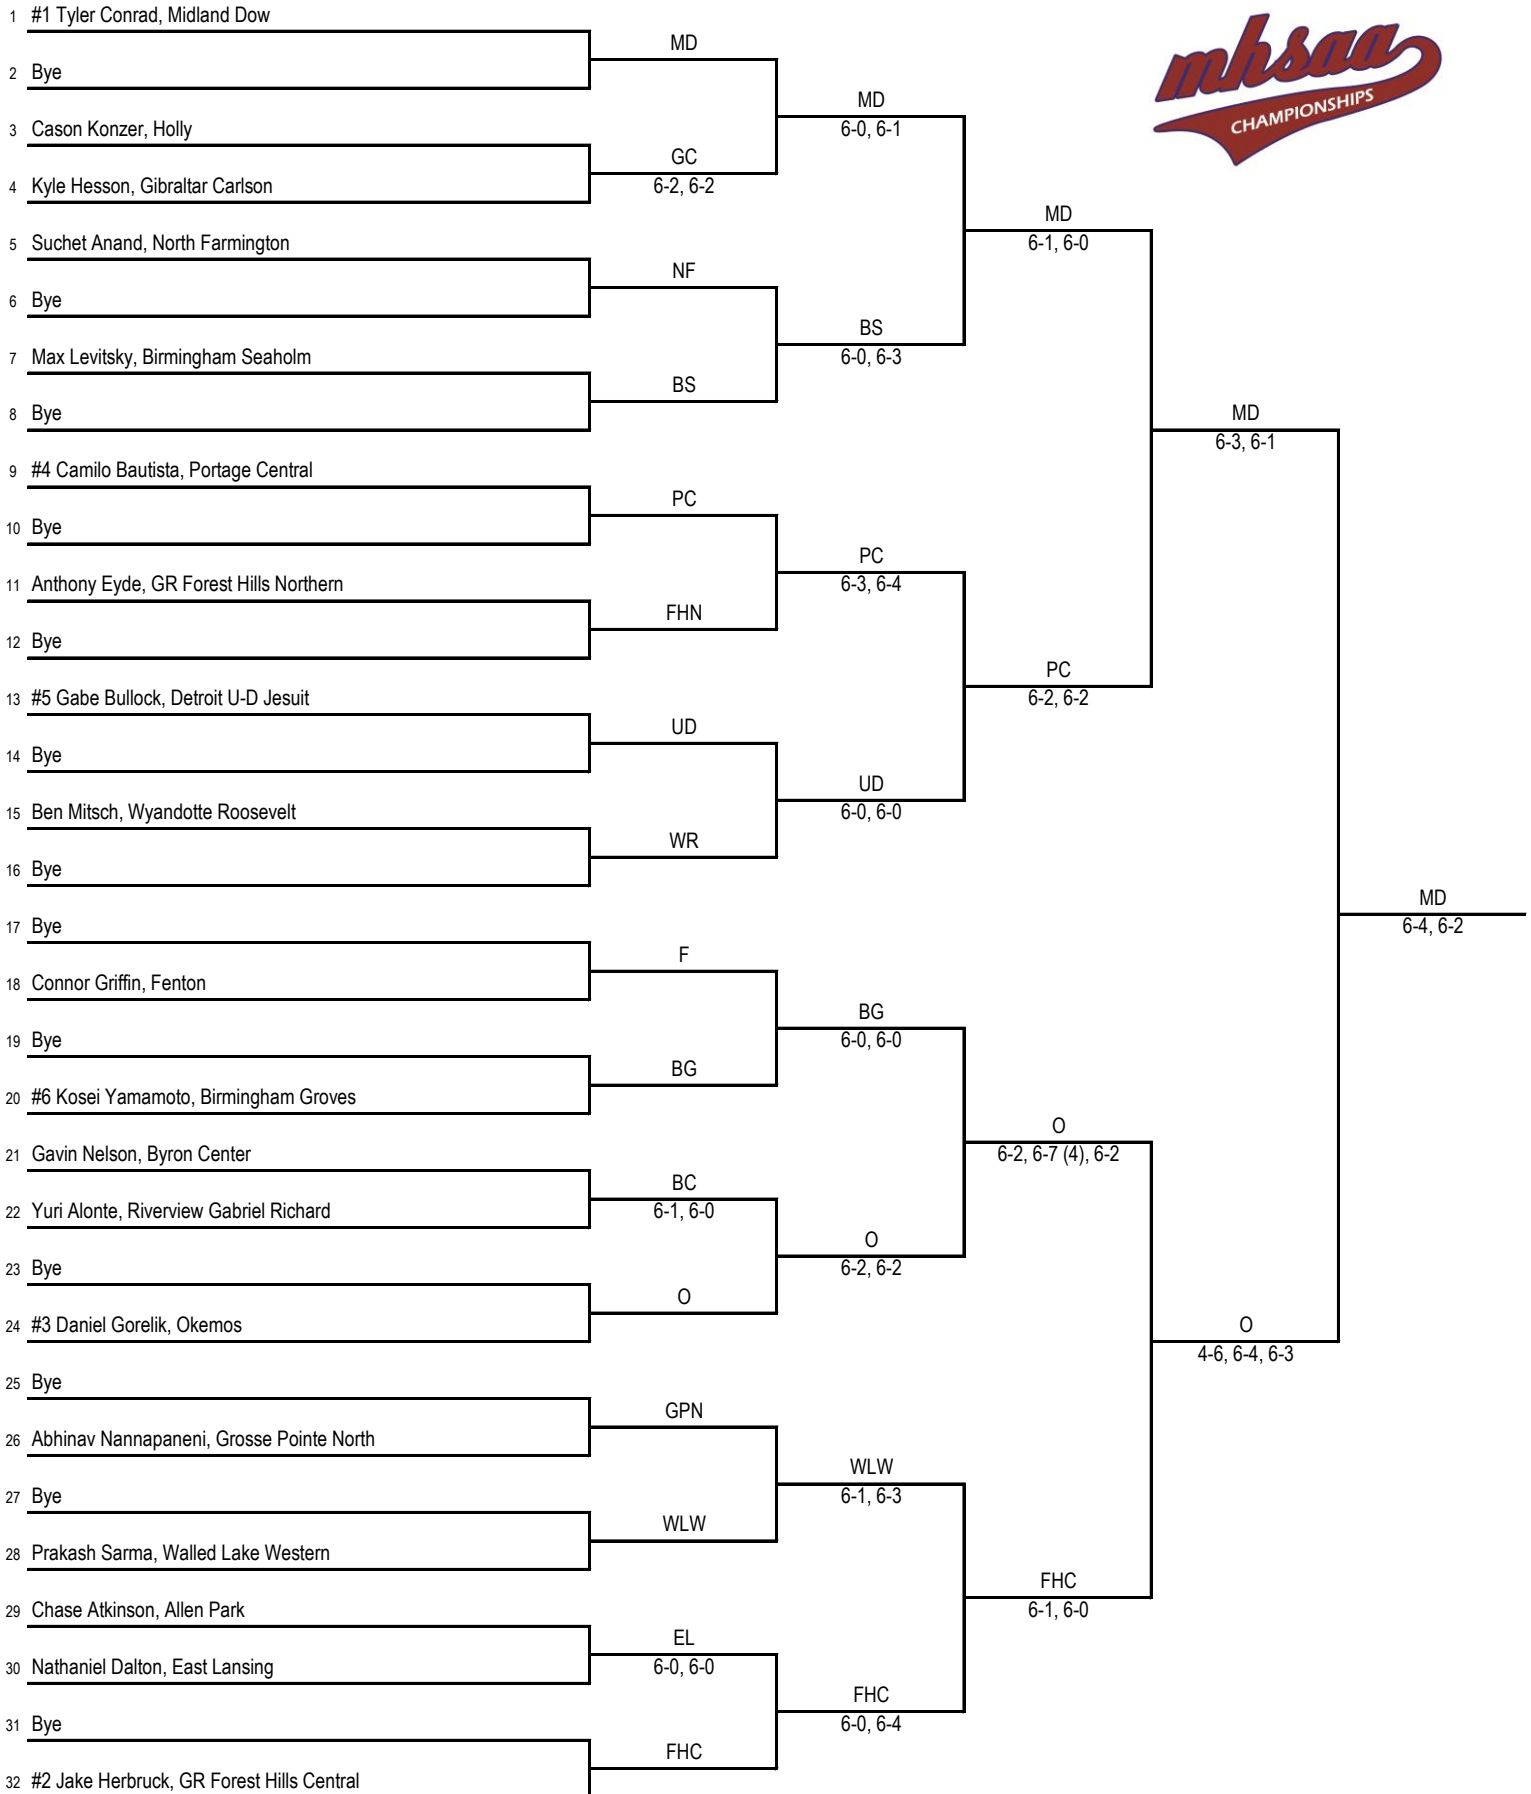 1 #1 Tyler Conrad, Midland Dow
MD
2 Bye
MD
6-0, 6-1
3 Cason Konzer, Holly
GC
6-2, 6-2
4 Kyle Hesson, Gibraltar Carlson
MD
6-1, 6-0
5 Suchet Anand, North Farmington
NF
6 Bye
BS
6-0, 6-3
7 Max Levitsky, Birmingham Seaholm
BS
8 Bye
MD
6-3, 6-1
9 #4 Camilo Bautista, Portage Central
PC
10 Bye
PC
6-3, 6-4
11 Anthony Eyde, GR Forest Hills Northern
FHN
12 Bye
PC
6-2, 6-2
13 #5 Gabe Bullock, Detroit U-D Jesuit
UD
14 Bye
UD
6-0, 6-0
15 Ben Mitsch, Wyandotte Roosevelt
WR
16 Bye
MD
6-4, 6-2
17 Bye
F
18 Connor Griffin, Fenton
BG
6-0, 6-0
19 Bye
BG
20 #6 Kosei Yamamoto, Birmingham Groves
O
6-2, 6-7 (4), 6-2
21 Gavin Nelson, Byron Center
BC
6-1, 6-0
22 Yuri Alonte, Riverview Gabriel Richard
O
6-2, 6-2
23 Bye
O
24 #3 Daniel Gorelik, Okemos
O
4-6, 6-4, 6-3
25 Bye
GPN
26 Abhinav Nannapaneni, Grosse Pointe North
WLW
6-1, 6-3
27 Bye
WLW
28 Prakash Sarma, Walled Lake Western
FHC
6-1, 6-0
29 Chase Atkinson, Allen Park
EL
6-0, 6-0
30 Nathaniel Dalton, East Lansing
FHC
6-0, 6-4
31 Bye
FHC
32 #2 Jake Herbruck, GR Forest Hills Central
mhsaa
CHAMPIONSHIPS